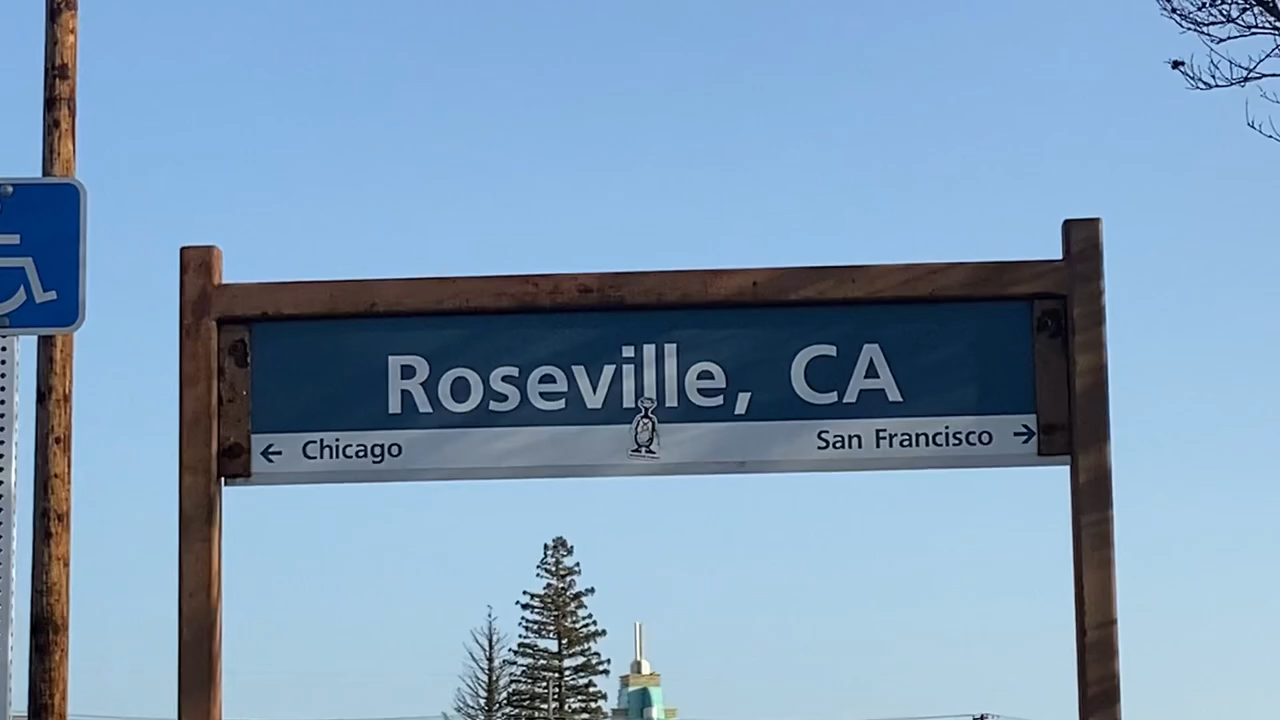 Roseville, CA
← Chicago
San Francisco →